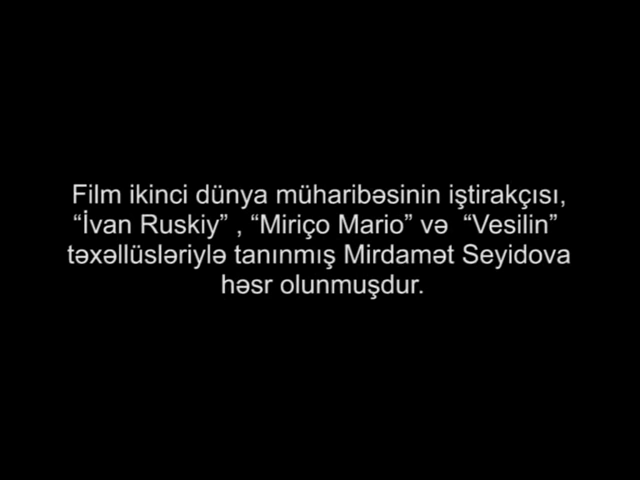 Film ikinci dünya müharibəsinin iştirakçısı,
“İvan Ruskiy” , “Miriço Mario” və  “Vesilin”
təxəllüsləriylə tanınmış Mirdamət Seyidova
həsr olunmuşdur.